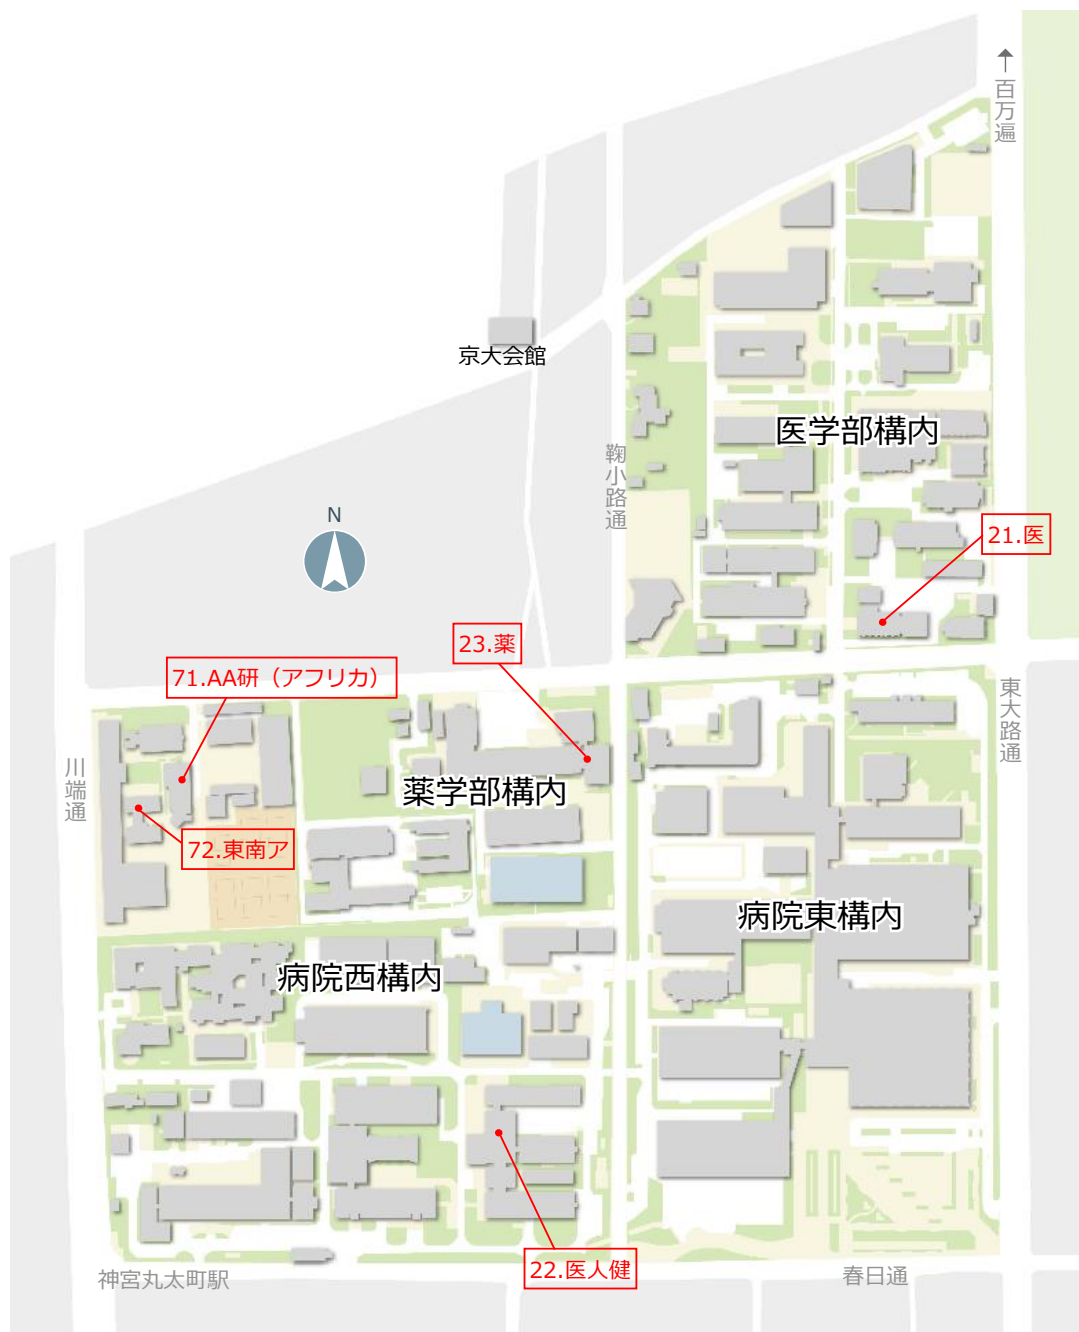 ↑
百万遍
京大会館
医学部構内
鞠小路通
N
21.医
23.薬
71.AA研（アフリカ）
東大路通
川端通
薬学部構内
72.東南ア
病院東構内
病院西構内
22.医人健
神宮丸太町駅
春日通